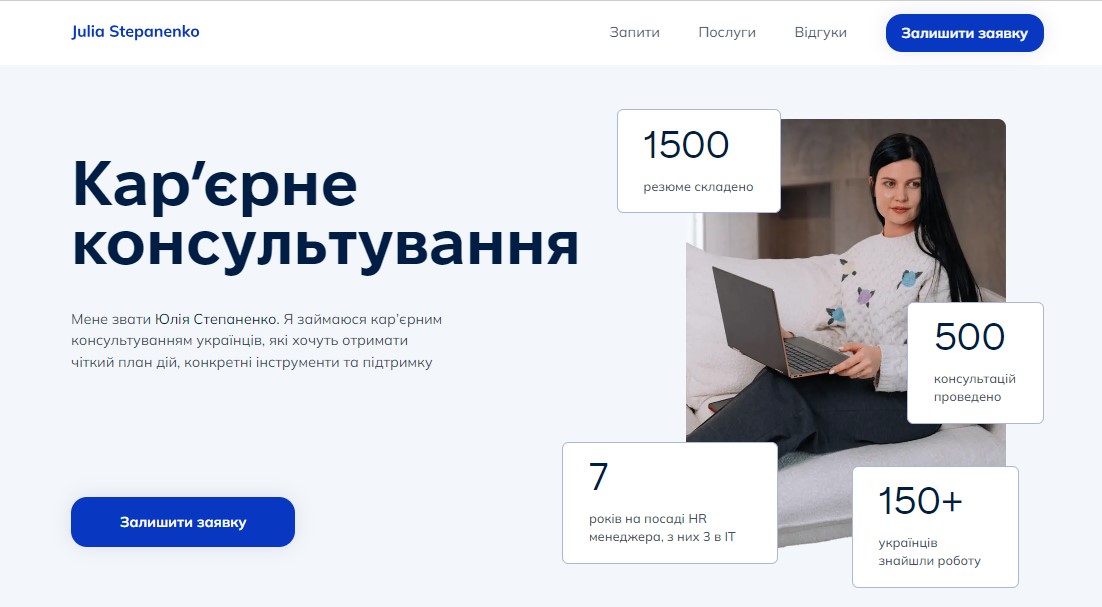 Julia Stepanenko
Запити
Послуги
Відгуки
Залишити заявку
Кар’єрне
консультування
Мене звати Юлія Степаненко. Я займаюся кар’єрним
консультуванням українців, які хочуть отримати
чіткий план дій, конкретні інструменти та підтримку
Залишити заявку
1500
резюме складено
500
консультацій
проведено
7
років на посаді HR
менеджера, з них 3 в IT
150+
українців
знайшли роботу